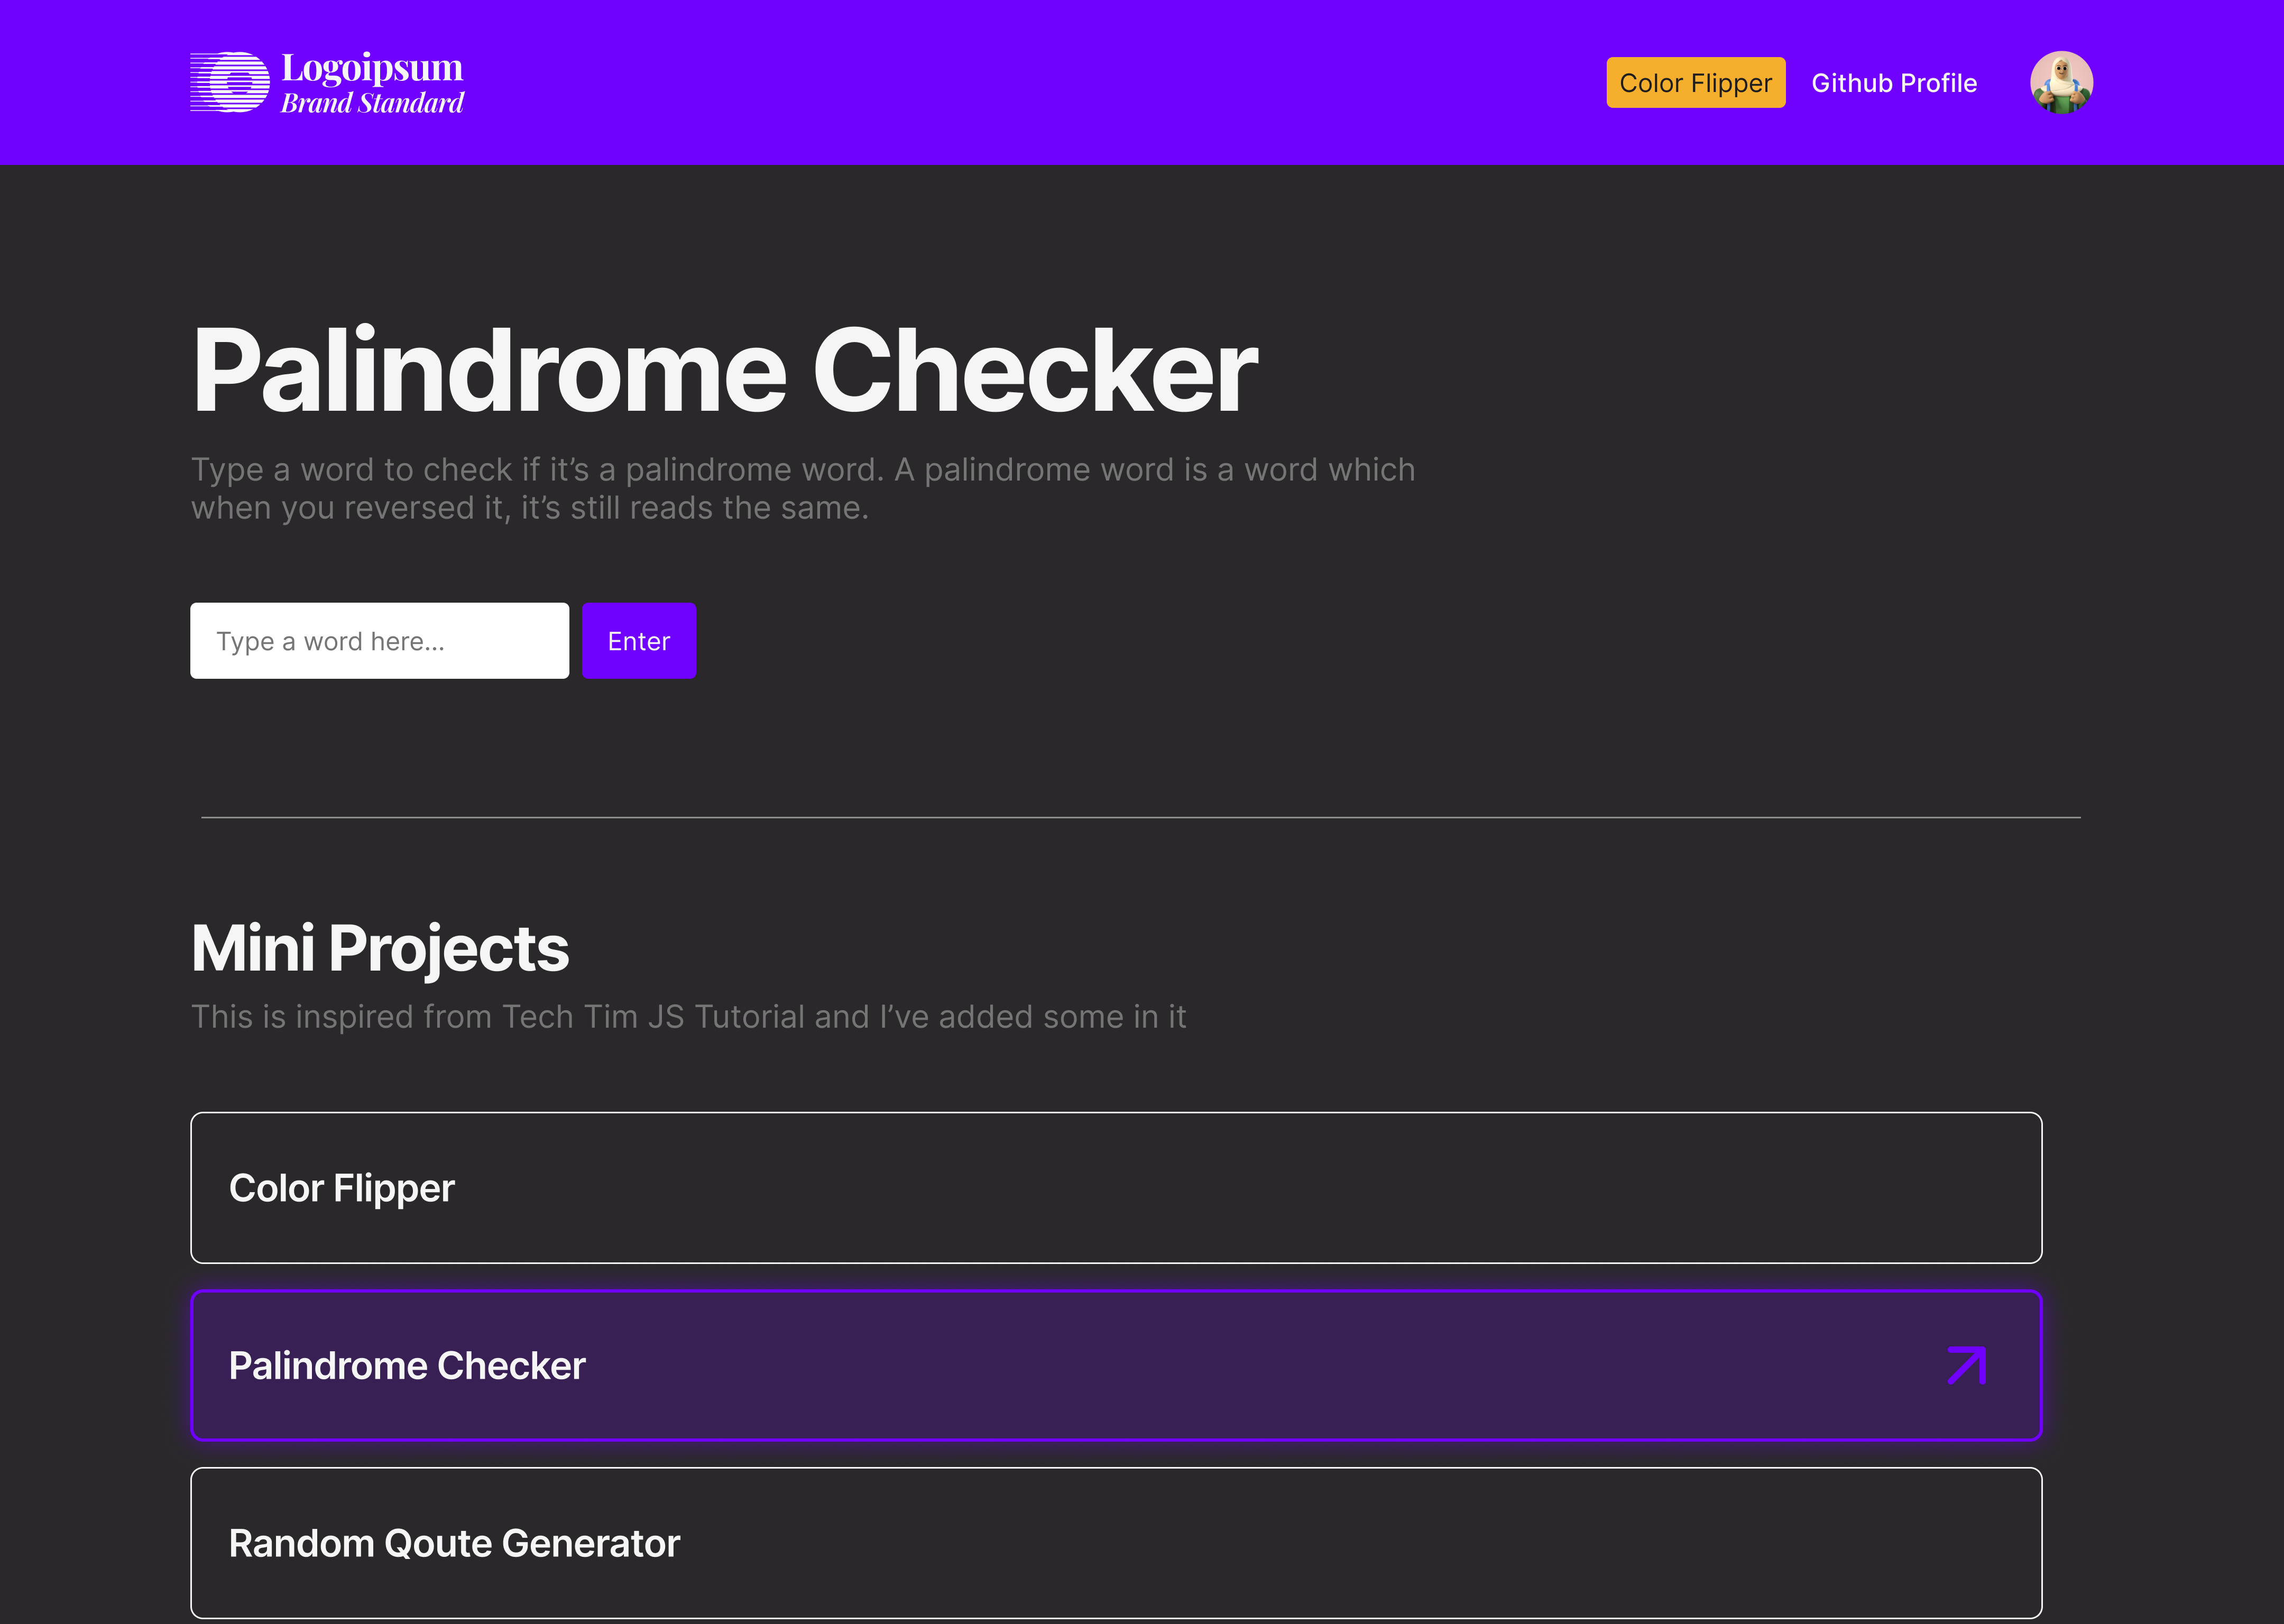 Logoipsum
Brand Standard
Color Flipper
Github Profile
Palindrome Checker
Type a word to check if it’s a palindrome word. A palindrome word is a word which
when you reversed it, it’s still reads the same.
Type a word here...
Enter
Mini Projects
This is inspired from Tech Tim JS Tutorial and I’ve added some in it
Color Flipper
Palindrome Checker
Random Qoute Generator